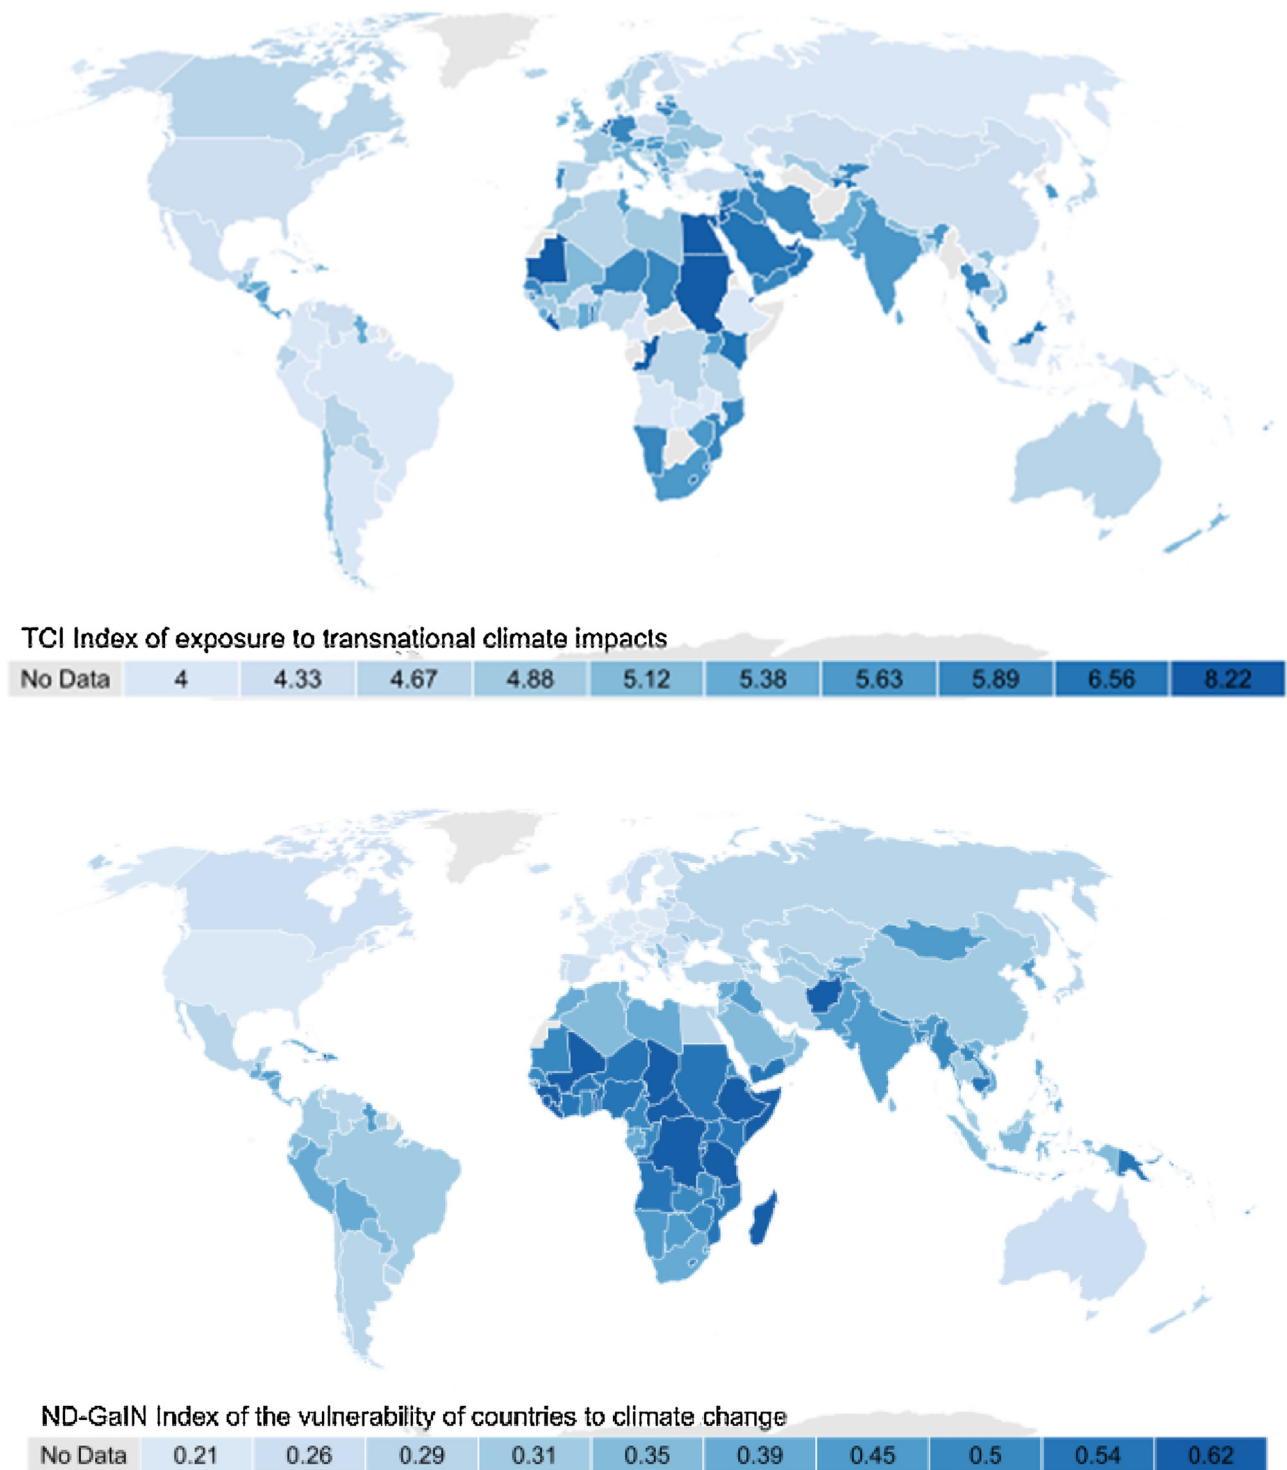 TCI Index of exposure to transnational climate impacts
No Data 4 4.33 4.67 4.88 5.12 5.38 5.63 5.89 6.56 8.22
ND-GaIN Index of the vulnerability of countries to climate change
No Data 0.21 0.26 0.29 0.31 0.35 0.39 0.45 0.5 0.54 0.62